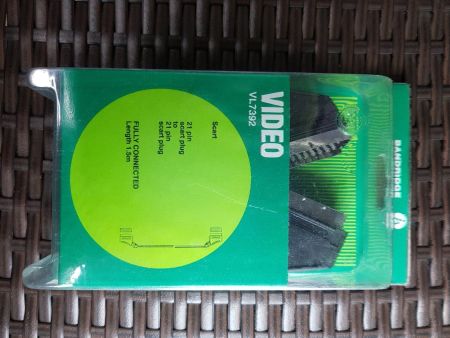 BANDRIDGE
VIDEO
VL7392
Scart
21 pin
scart plug
to
21 pin
scart plug
FULLY CONNECTED
Length 1.5m